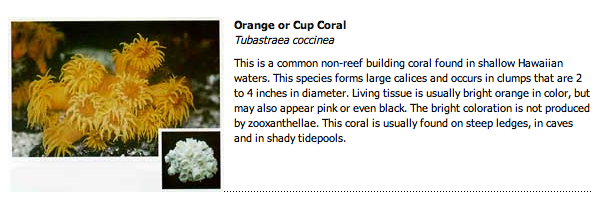 Orange or Cup Coral
Tubastraea coccinea
This is a common non-reef building coral found in shallow Hawaiian
waters. This species forms large calices and occurs in clumps that are 2
to 4 inches in diameter. Living tissue is usually bright orange in color, but
may also appear pink or even black. The bright coloration is not produced
by zooxanthellae. This coral is usually found on steep ledges, in caves
and in shady tidepools.